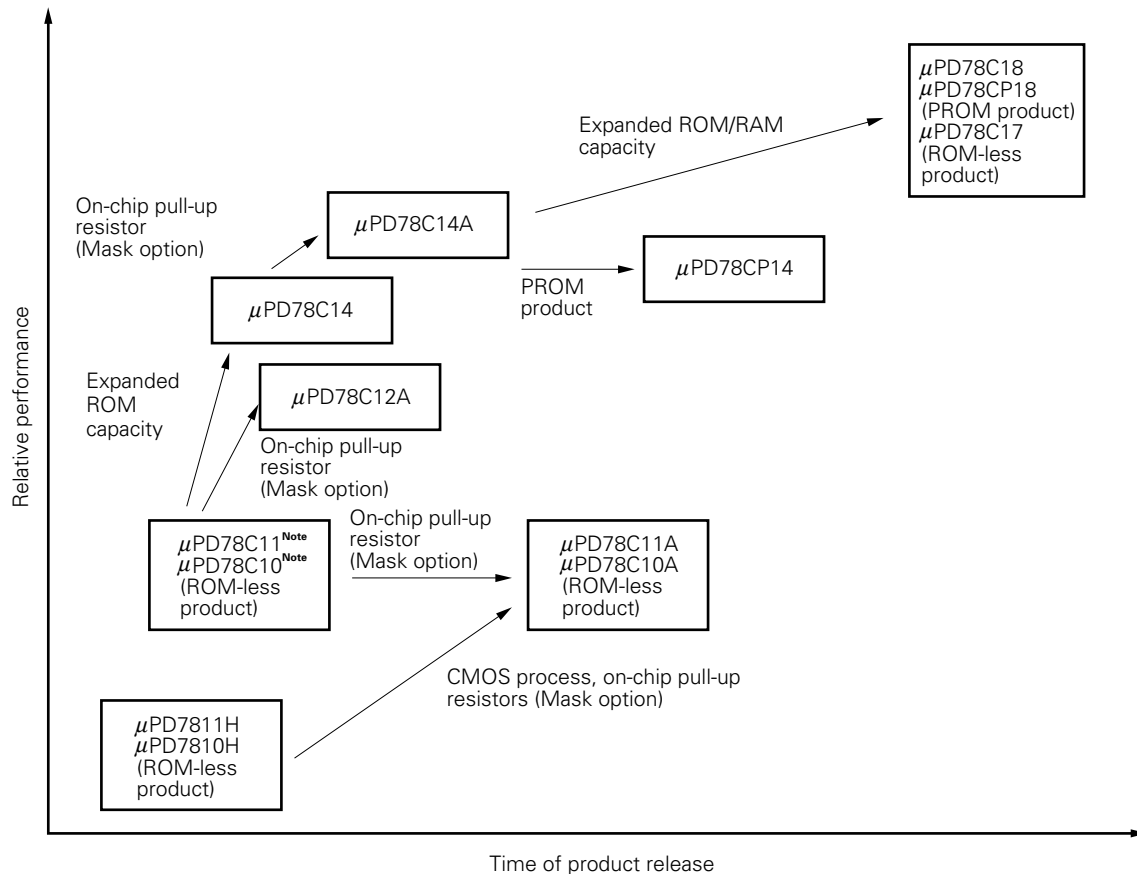 μPD78C18
μPD78CP18
(PROM product)
μPD78C17
(ROM-less
product)
Expanded ROM/RAM
capacity
On-chip pull-up
resistor
(Mask option)
μPD78C14A
μPD78CP14
PROM
product
μPD78C14
Expanded
ROM
capacity
μPD78C12A
On-chip pull-up
resistor
(Mask option)
μPD78C11Note
μPD78C10Note
(ROM-less
product)
On-chip pull-up
resistor
(Mask option)
μPD78C11A
μPD78C10A
(ROM-less
product)
CMOS process, on-chip pull-up
resistors (Mask option)
μPD7811H
μPD7810H
(ROM-less
product)
Relative performance
Time of product release